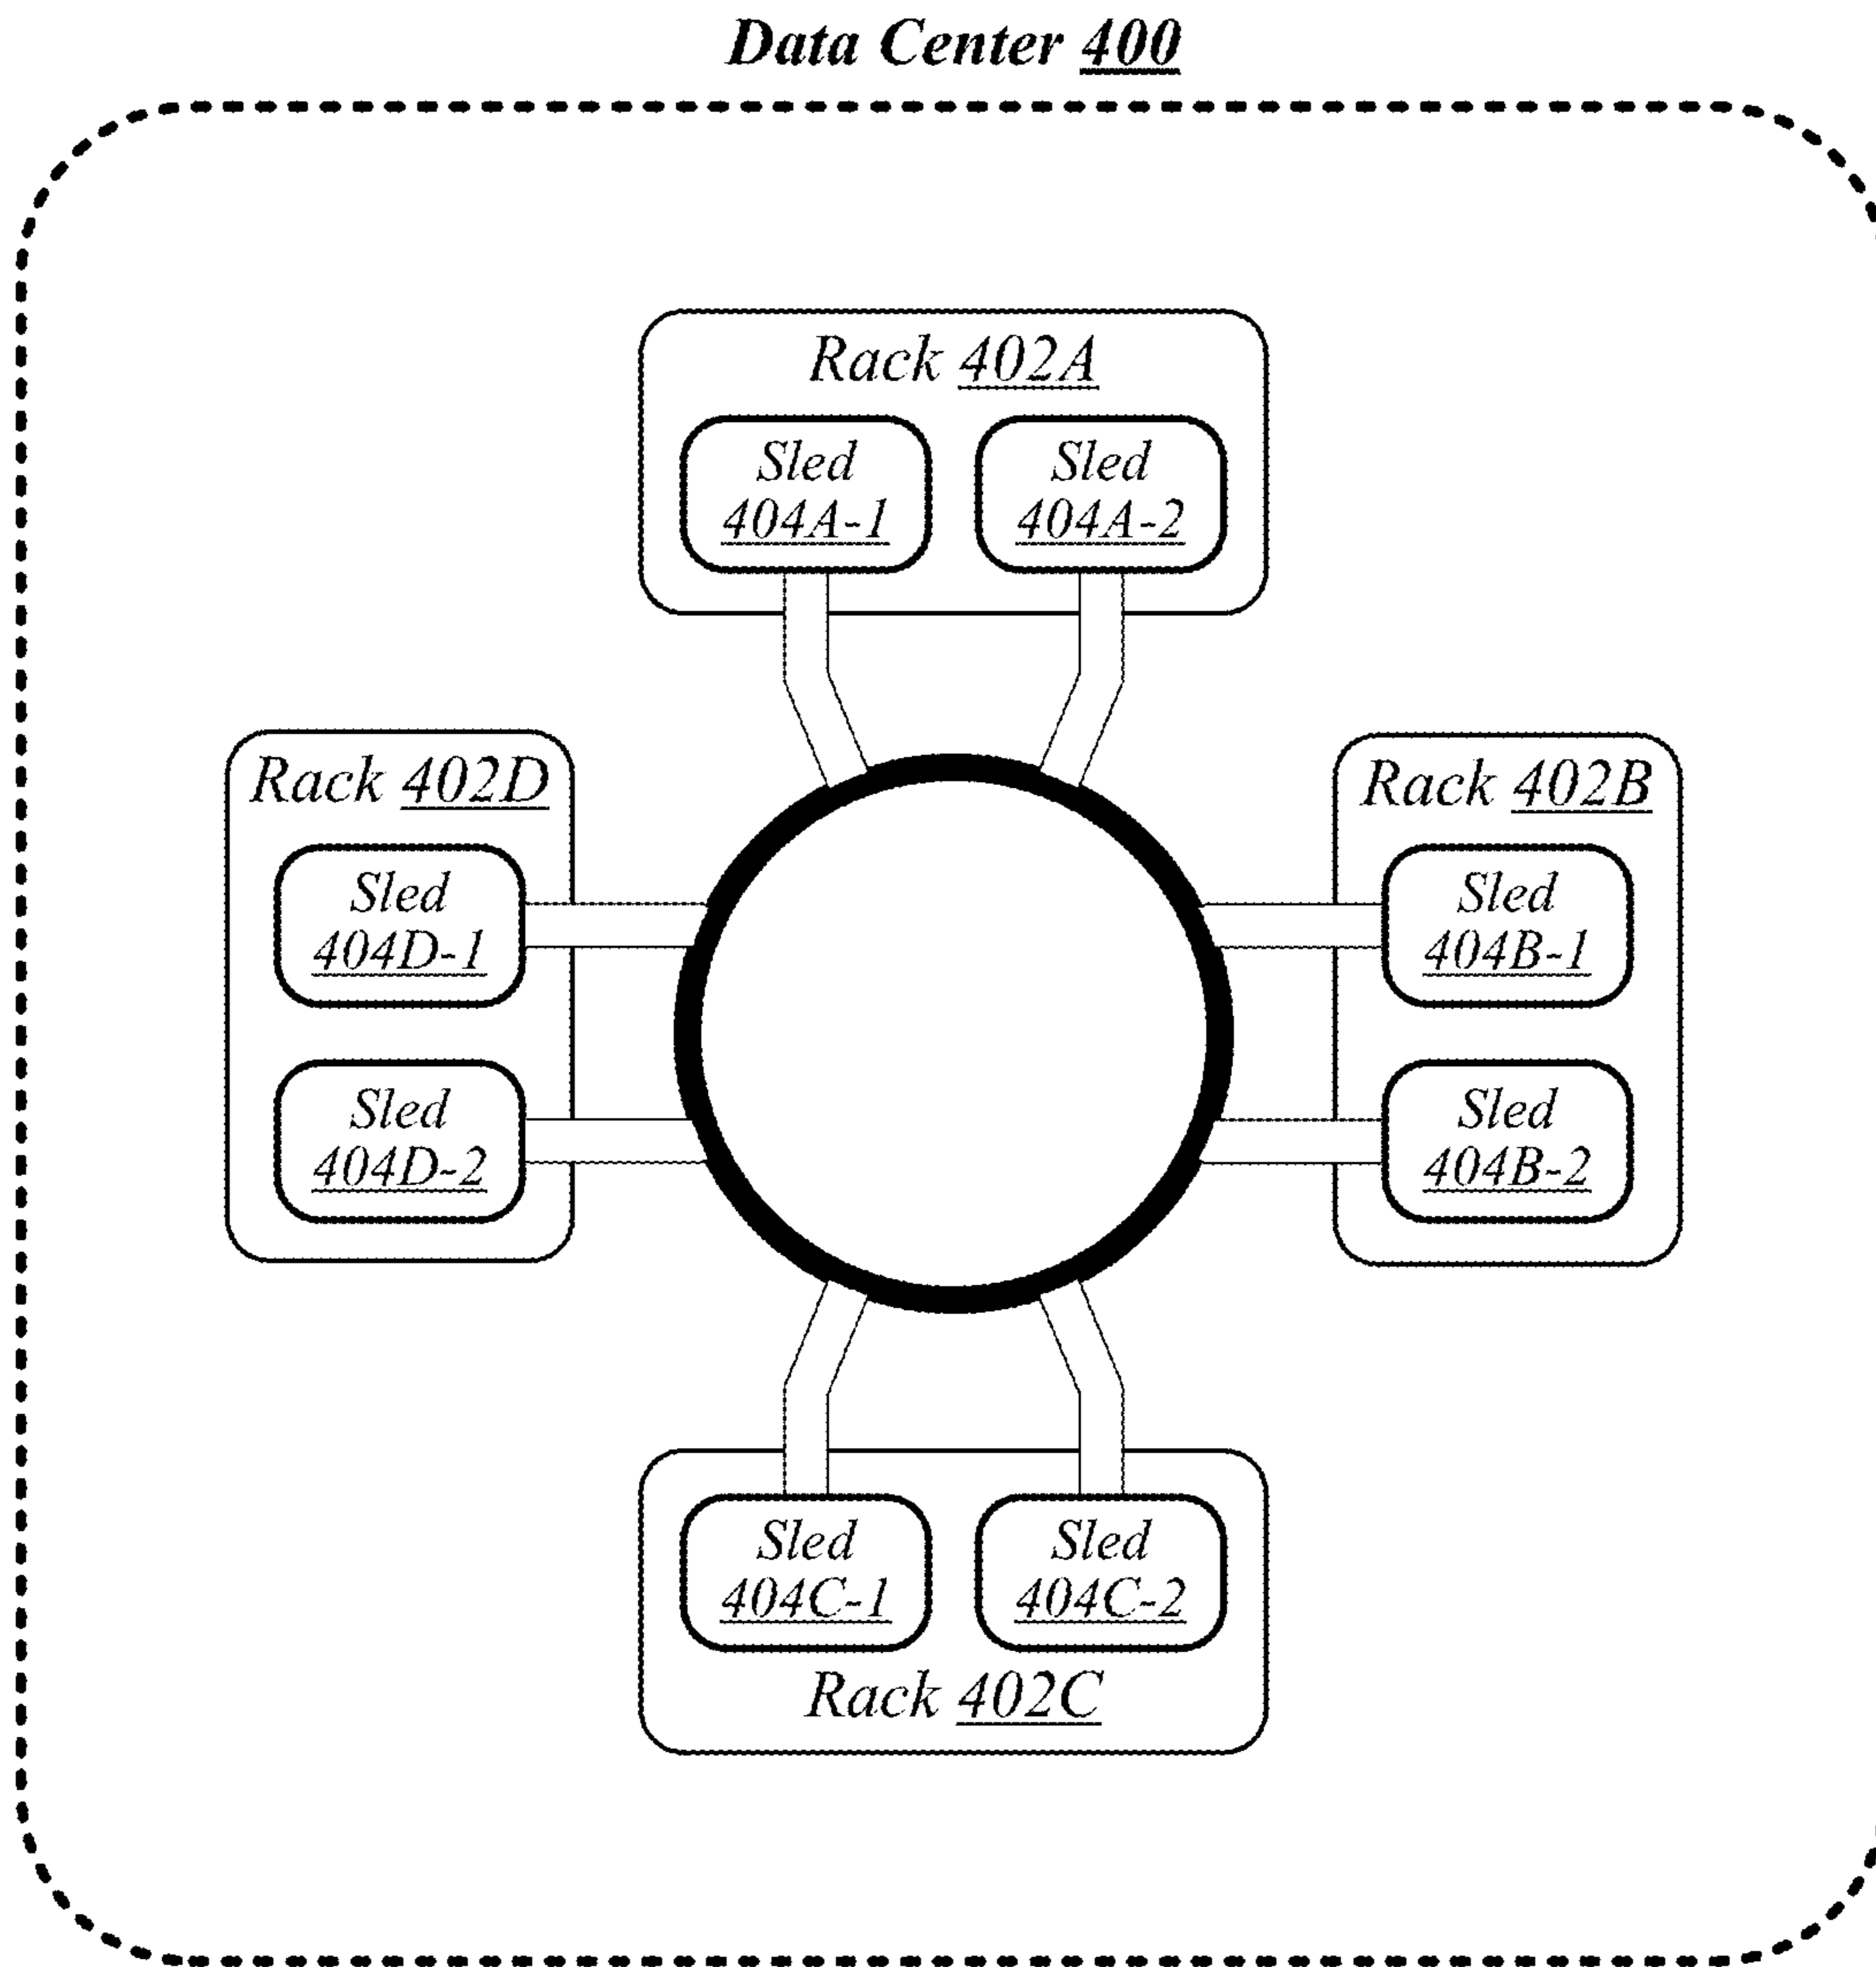 Data Center 400
Rack 402A
Sled
404A-1
Sled
404A-2
Rack 402D
Sled
404D-1
Sled
404D-2
Rack 402B
Sled
404B-1
Sled
404B-2
Sled
404C-1
Sled
404C-2
Rack 402C